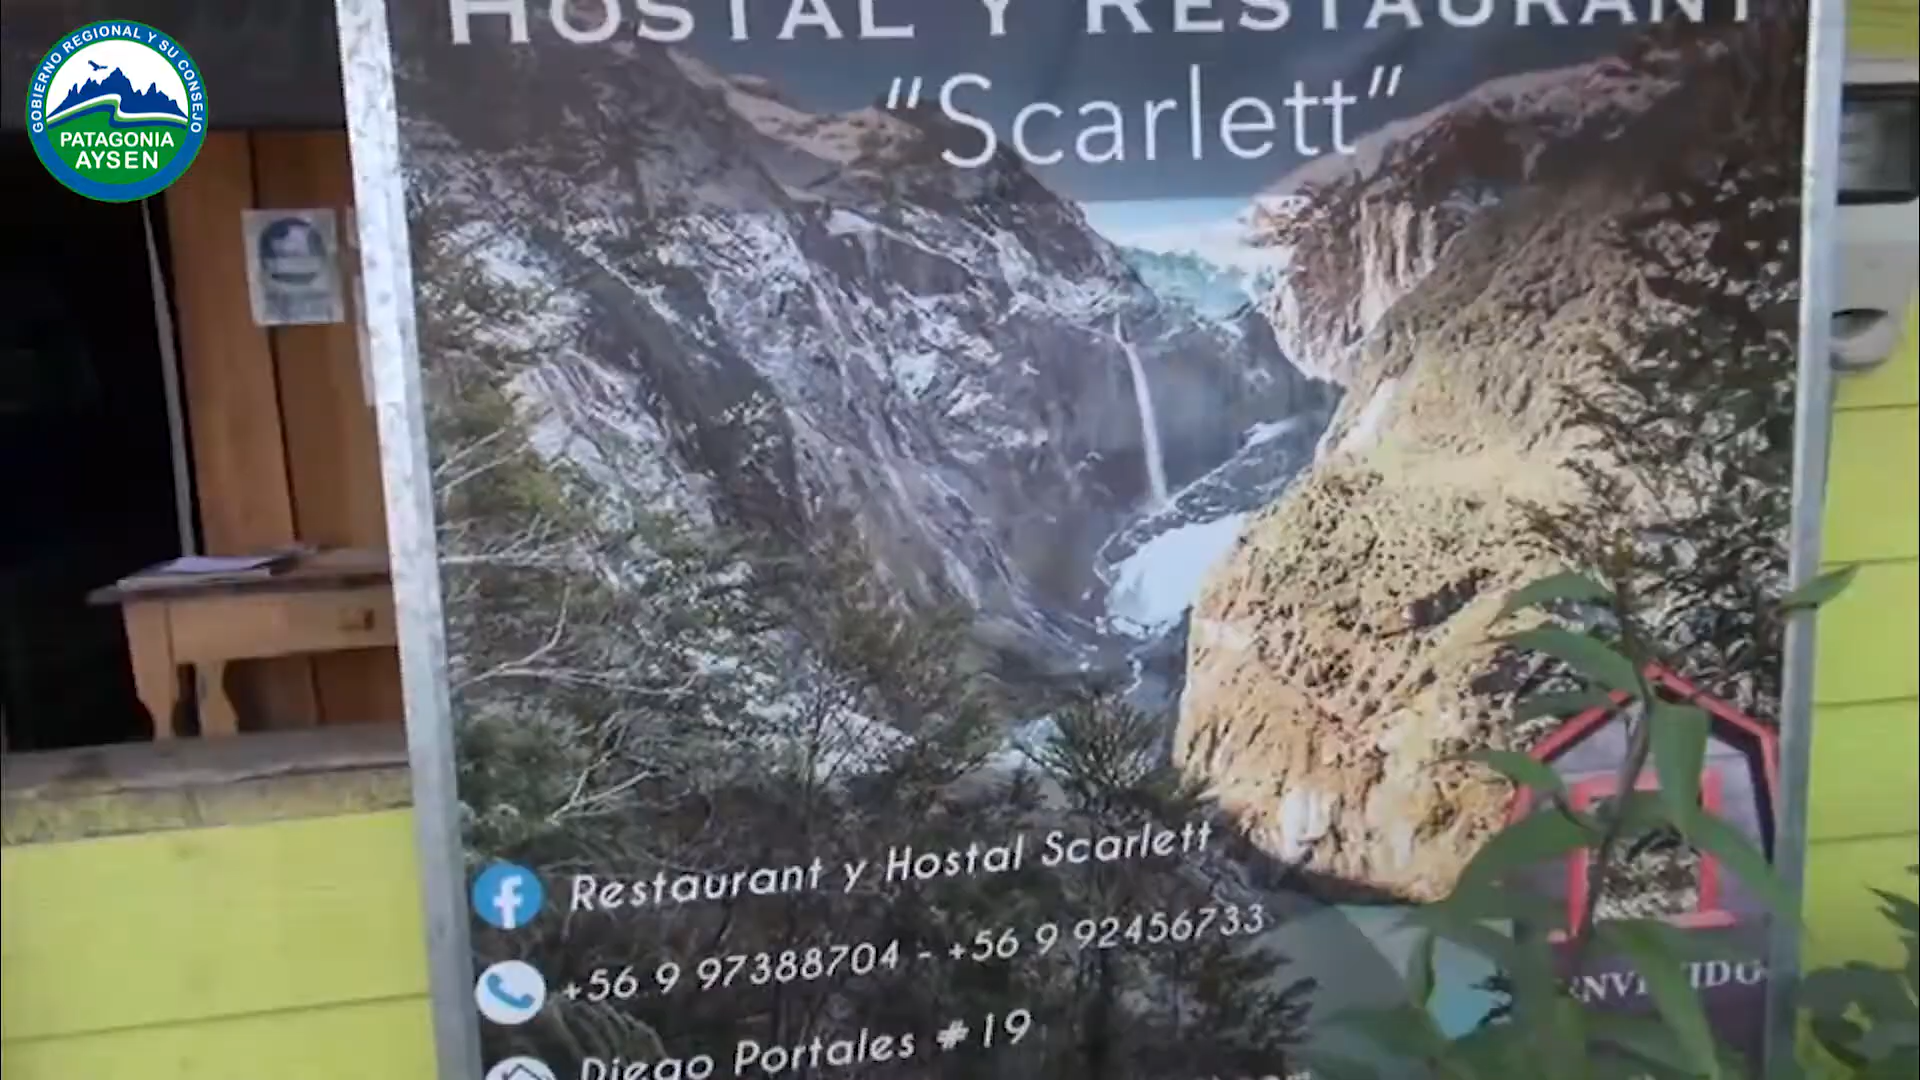 GOBIERNO REGIONAL Y SU CONSEJO
PATAGONIA
AYSEN
HOSTAL Y RESTAURANT
"Scarlett"
Restaurant y Hostal Scarlett
+56 9 97388704 - +56 9 92456733
Diego Portales #19